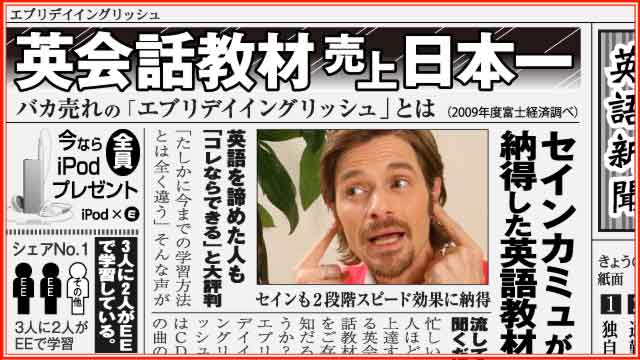 エブリデイイングリッシュ
英会話教材 売上日本一
バカ売れの「エブリデイイングリッシュ」とは (2009年度富士経済調べ)
英語新聞
きょうの
紙面
1
独自
セインカミュが
納得した英語教材
セインも2段階スピード効果に納得
英語を諦めた人も
「コレならできる」と大評判
「たしかに今までの学習方法
とは全く違う」そんな声が
今なら
全員
iPod
プレゼント
iPod×E
シェアNo.1
EE
EE
その他
3人に2人が
EEで学習
3人に2人がEE
で学習している。
流し
聞く
忙しい
人ほど
上達す
る英会
話教材
をご存
知だろ
うか？
エブリ
デイイ
ングリ
ッシュ
はCD
の曲の